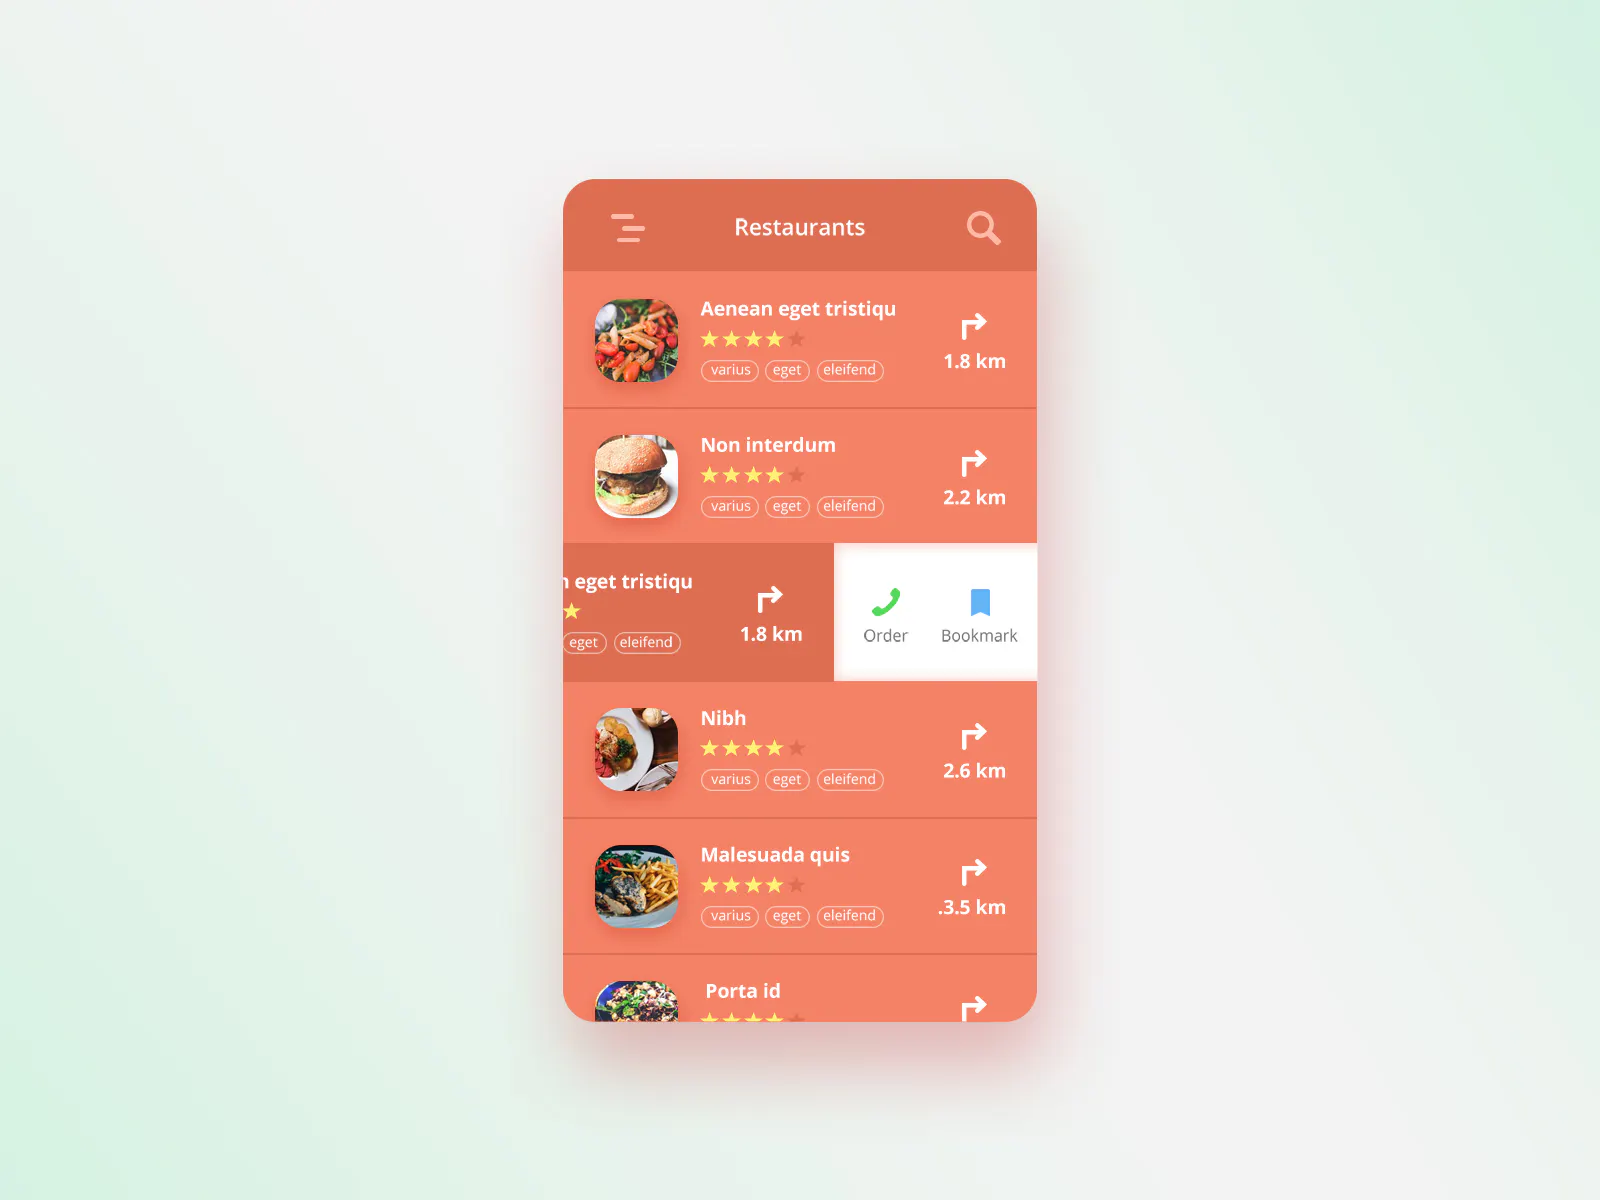 Restaurants
Aenean eget tristiqu
varius eget eleifend
1.8 km
Non interdum
varius eget eleifend
2.2 km
eget tristiqu
eget eleifend
1.8 km
Order Bookmark
Nibh
varius eget eleifend
2.6 km
Malesuada quis
varius eget eleifend
.3.5 km
Porta id